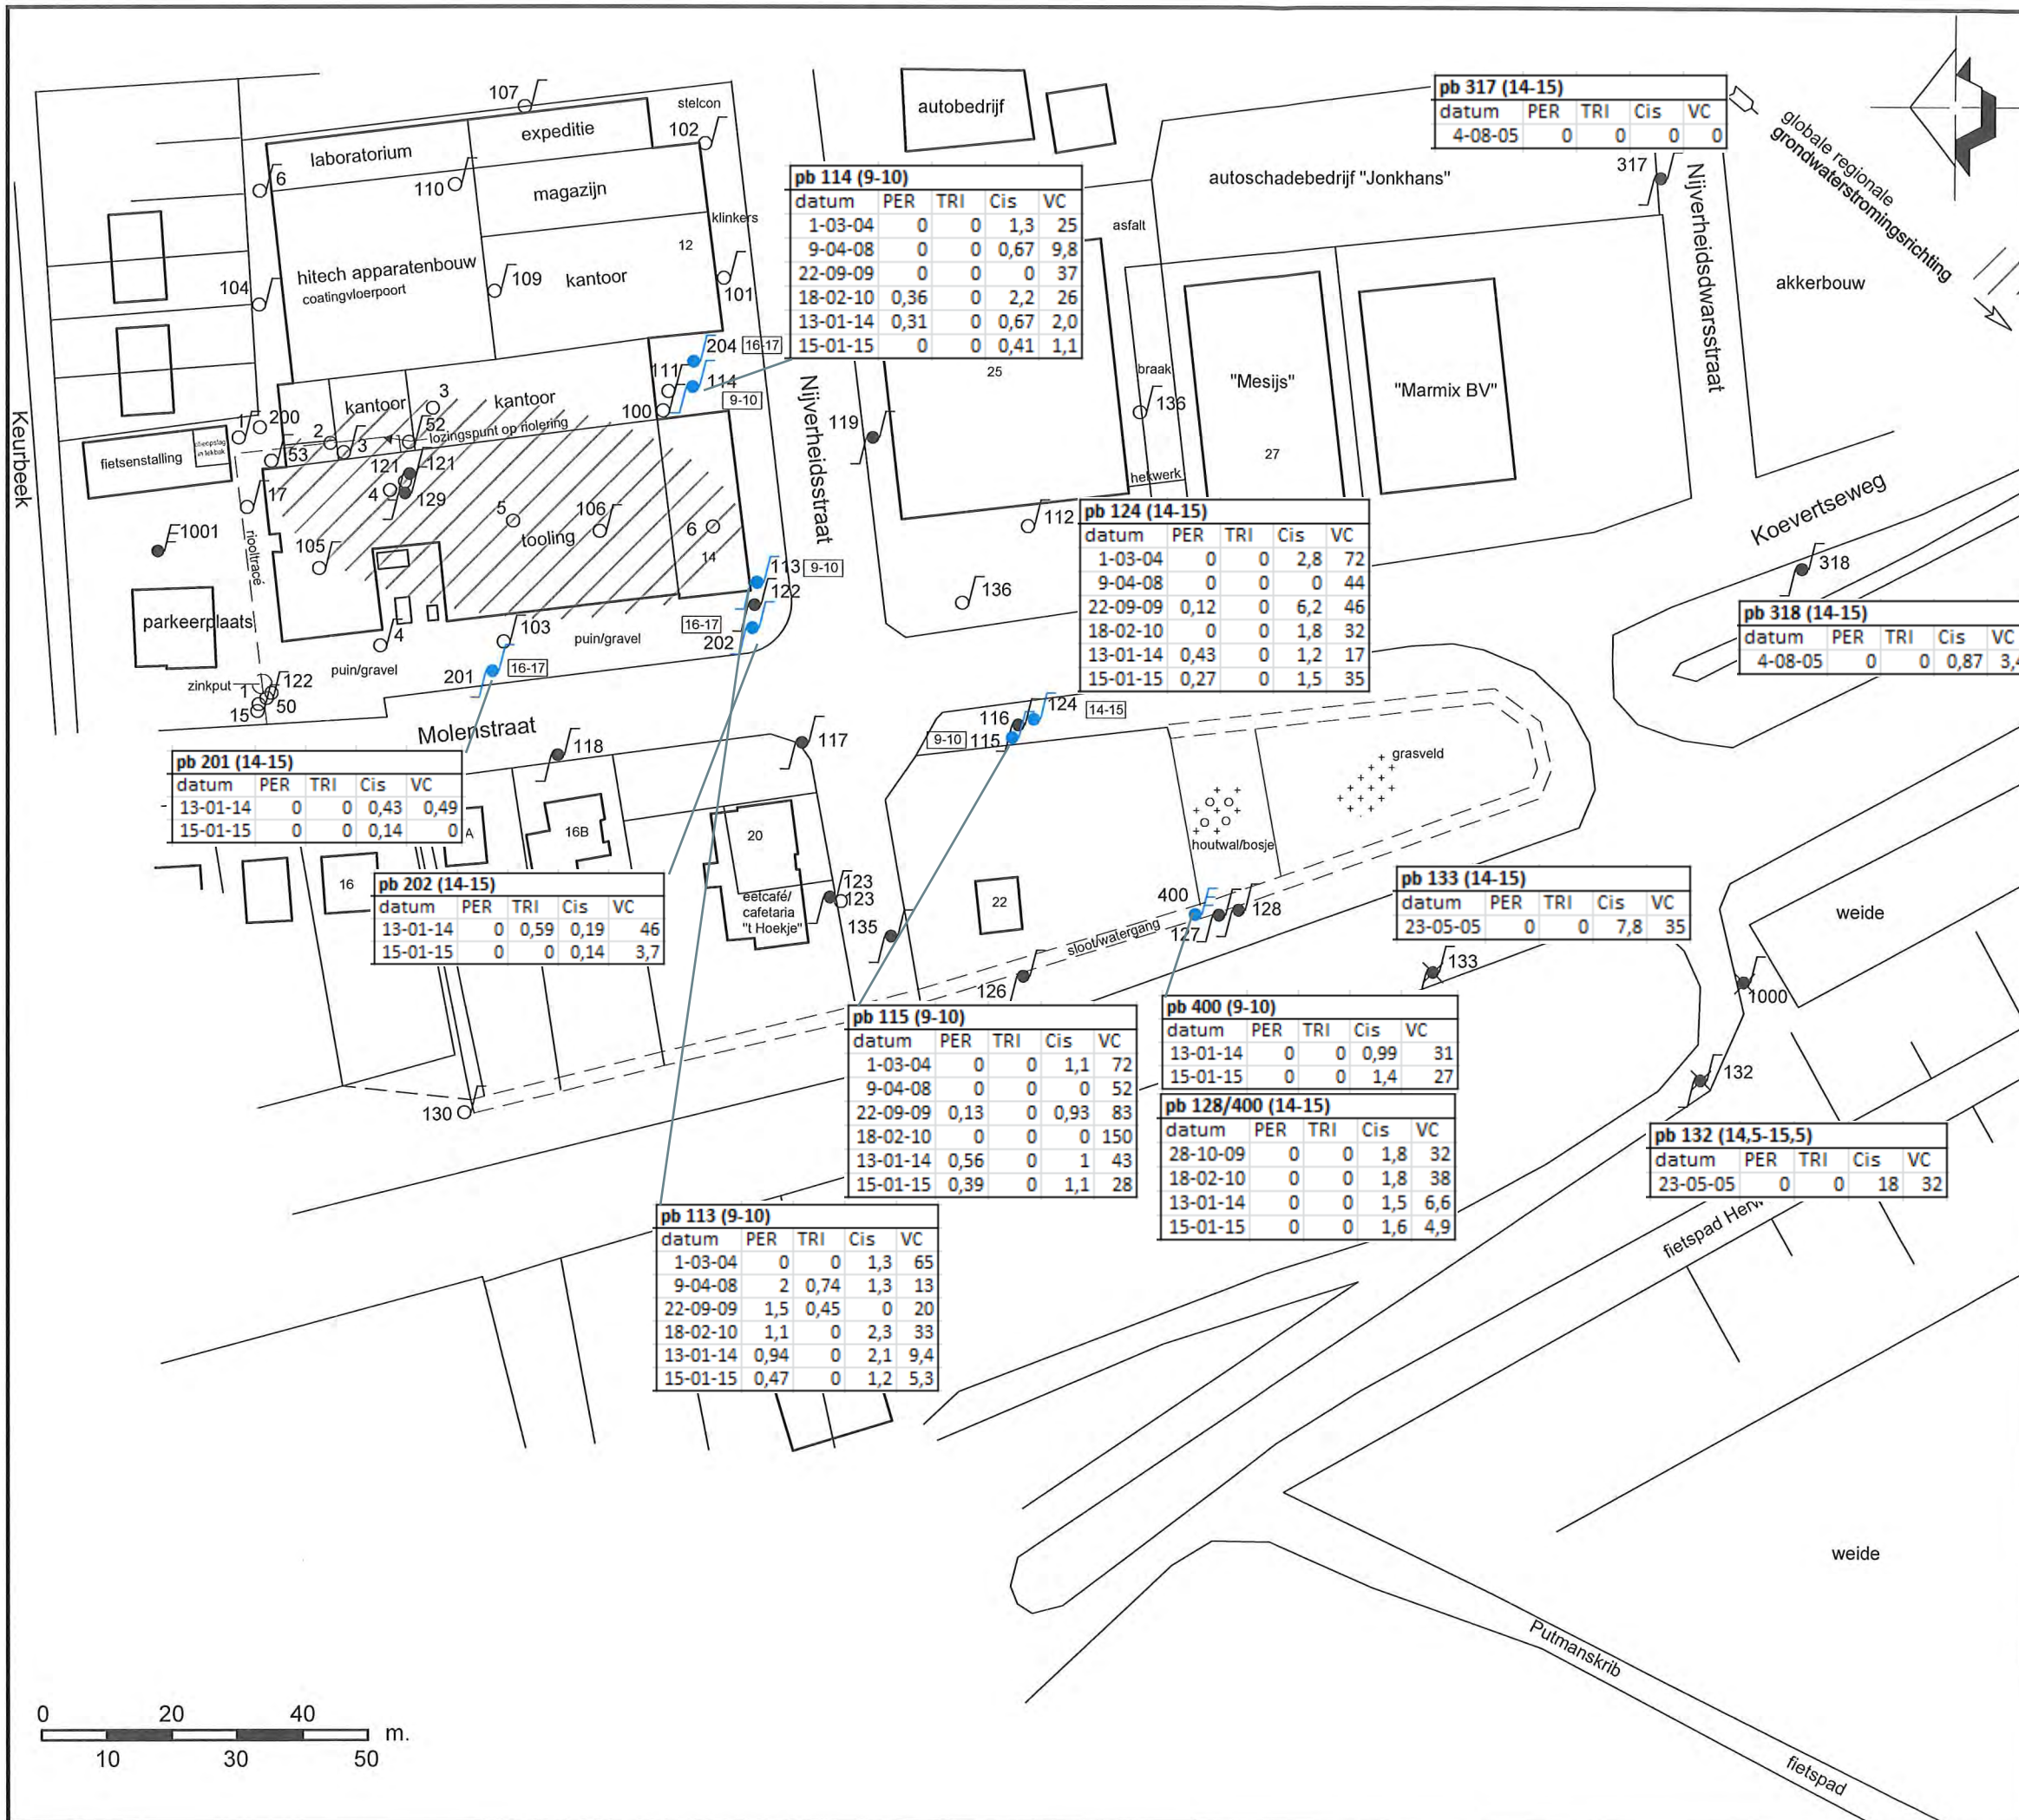 107
stelcon
102
expeditie
laboratorium
6
110
magazijn
klinkers
12
hitech apparatenbouw
coatingvloerpoort
104
109
kantoor
101
204 16-17
111
114
9-10
100
kantoor
3
kantoor
1
200
2
52
lozingspunt op riolering
3
53
fietsenstalling
121
121
4
129
17
5
106
6
tooling
14
1001
riooltracé
105
113 9-10
122
16-17
202
parkeerplaats
4
103
puin/gravel
puin/gravel
201
16-17
zinkput
122
1
50
15
Keurbeek
Molenstraat
Nijverheidsstraat
autobedrijf
autoschadebedrijf "Jonkhans"
asfalt
25
braak
136
"Mesijs"
27
"Marmix BV"
hekwerk
119
112
136
317
Nijverheidsdwarsstraat
akkerbouw
globale regionale
grondwaterstromingsrichting
Koevertseweg
318
pb 317 (14-15)
datum PER TRI Cis VC
4-08-05 0 0 0 0
pb 114 (9-10)
datum PER TRI Cis VC
1-03-04 0 0 1,3 25
9-04-08 0 0 0,67 9,8
22-09-09 0 0 0 37
18-02-10 0,36 0 2,2 26
13-01-14 0,31 0 0,67 2,0
15-01-15 0 0 0,41 1,1
pb 124 (14-15)
datum PER TRI Cis VC
1-03-04 0 0 2,8 72
9-04-08 0 0 0 44
22-09-09 0,12 0 6,2 46
18-02-10 0 0 1,8 32
13-01-14 0,43 0 1,2 17
15-01-15 0,27 0 1,5 35
pb 318 (14-15)
datum PER TRI Cis VC
4-08-05 0 0 0,87 3,4
116
124 14-15
9-10 115
117
118
grasveld
houtwal/bosje
pb 201 (14-15)
datum PER TRI Cis VC
13-01-14 0 0 0,43 0,49
15-01-15 0 0 0,14 0
A
16B
16
20
eetcafé/
cafetaria
"t Hoekje"
123
123
135
22
400
127
128
sloot/watergang
126
130
pb 202 (14-15)
datum PER TRI Cis VC
13-01-14 0 0,59 0,19 46
15-01-15 0 0 0,14 3,7
pb 133 (14-15)
datum PER TRI Cis VC
23-05-05 0 0 7,8 35
133
weide
1000
132
pb 115 (9-10)
datum PER TRI Cis VC
1-03-04 0 0 1,1 72
9-04-08 0 0 0 52
22-09-09 0,13 0 0,93 83
18-02-10 0 0 0 150
13-01-14 0,56 0 1 43
15-01-15 0,39 0 1,1 28
pb 400 (9-10)
datum PER TRI Cis VC
13-01-14 0 0 0,99 31
15-01-15 0 0 1,4 27
pb 128/400 (14-15)
datum PER TRI Cis VC
28-10-09 0 0 1,8 32
18-02-10 0 0 1,8 38
13-01-14 0 0 1,5 6,6
15-01-15 0 0 1,6 4,9
pb 132 (14,5-15,5)
datum PER TRI Cis VC
23-05-05 0 0 18 32
pb 113 (9-10)
datum PER TRI Cis VC
1-03-04 0 0 1,3 65
9-04-08 2 0,74 1,3 13
22-09-09 1,5 0,45 0 20
18-02-10 1,1 0 2,3 33
13-01-14 0,94 0 2,1 9,4
15-01-15 0,47 0 1,2 5,3
fietspad
weide
Putmanskrib
fietspad
0 20 40 m.
10 30 50